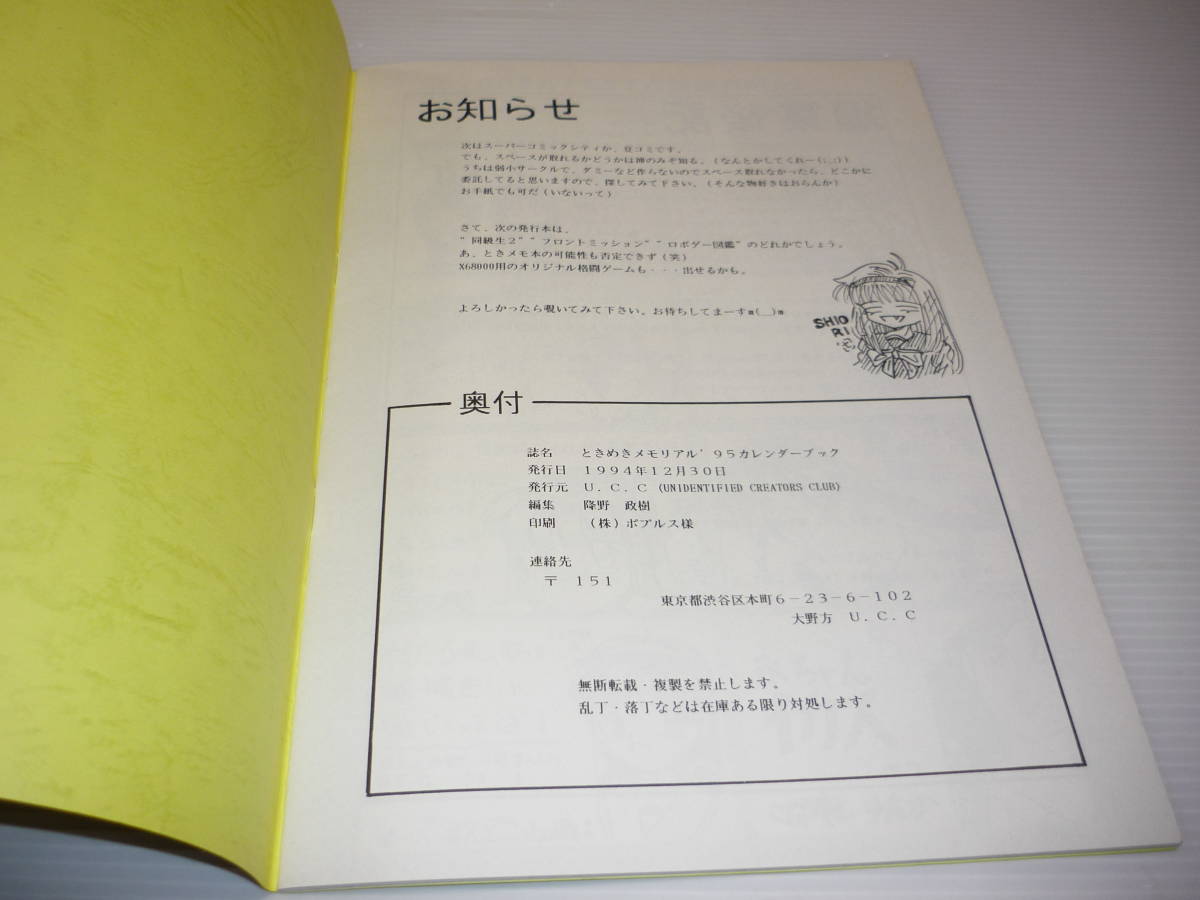 お知らせ
次はスーパーコミックシティか、豆コミです。
でも、スペースが取れるかどうかは神のみぞ知る。(なんとかしてくれー(;_;))
うちは弱小サークルで、ダミーなど作らないのでスペース取れなかったら、どこかに
委託してると思いますので、探してみて下さい。(そんな物好きはおらんか)
お手紙でも可だ(いないって)
さて、次の発行本は、
“同級生2”“フロントミッション”“ロボダー図鑑”のどれかでしょう。
あ、ときメモ本の可能性も否定できず(笑)
X68000用のオリジナル格闘ゲームも・・・出せるかも。
よろしかったら覗いてみて下さい。お待ちしてまーすm(__)m
SHIO
RI
奥付
誌名 ときめきメモリアル’95カレンダーブック
発行日 1994年12月30日
発行元 U.C.C (UNIDENTIFIED CREATORS CLUB)
編集 降野 政樹
印刷 (株)ポプルス様
連絡先
〒 151
東京都渋谷区本町6-23-6-102
大野方 U.C.C
無断転載・複製を禁止します。
乱丁・落丁などは在庫ある限り対処します。